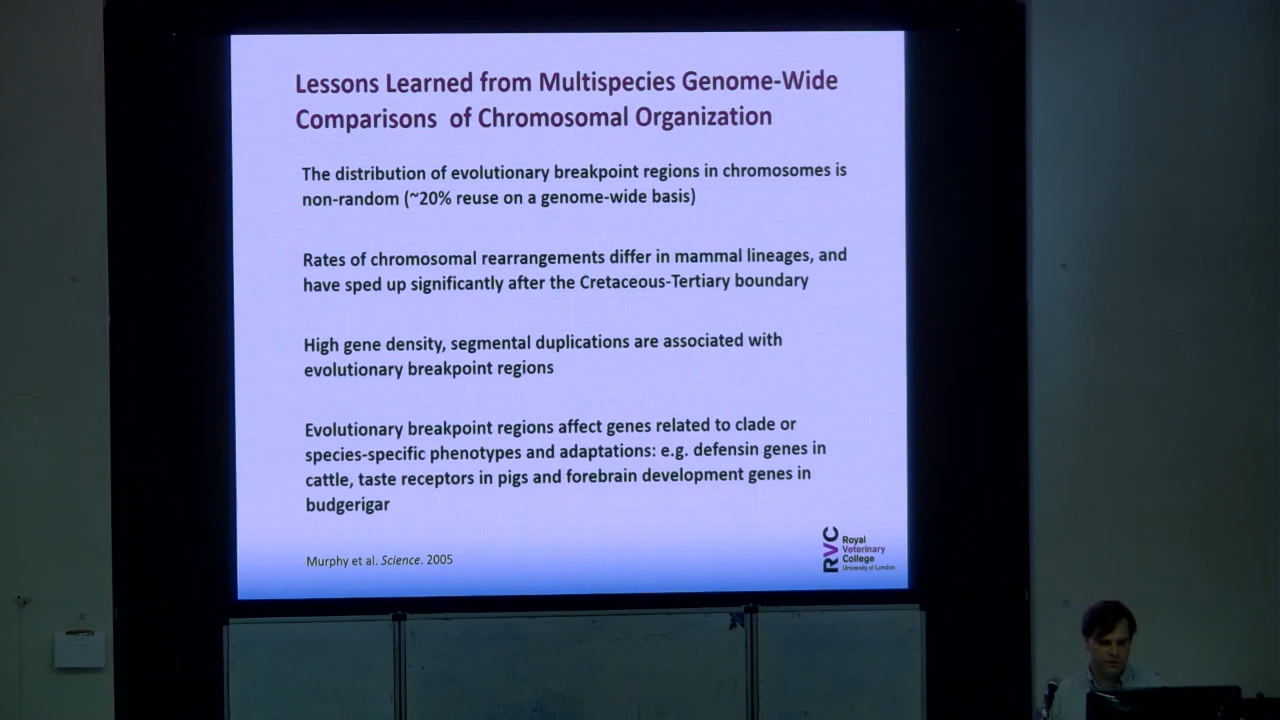 Lessons Learned from Multispecies Genome-Wide
Comparisons of Chromosomal Organization
The distribution of evolutionary breakpoint regions in chromosomes is
non-random (~20% reuse on a genome-wide basis)
Rates of chromosomal rearrangements differ in mammal lineages, and
have sped up significantly after the Cretaceous-Tertiary boundary
High gene density, segmental duplications are associated with
evolutionary breakpoint regions
Evolutionary breakpoint regions affect genes related to clade or
species-specific phenotypes and adaptations: e.g. defensin genes in
cattle, taste receptors in pigs and forebrain development genes in
budgerigar
Murphy et al. Science. 2005
RVC
Royal
Veterinary
College
University of London